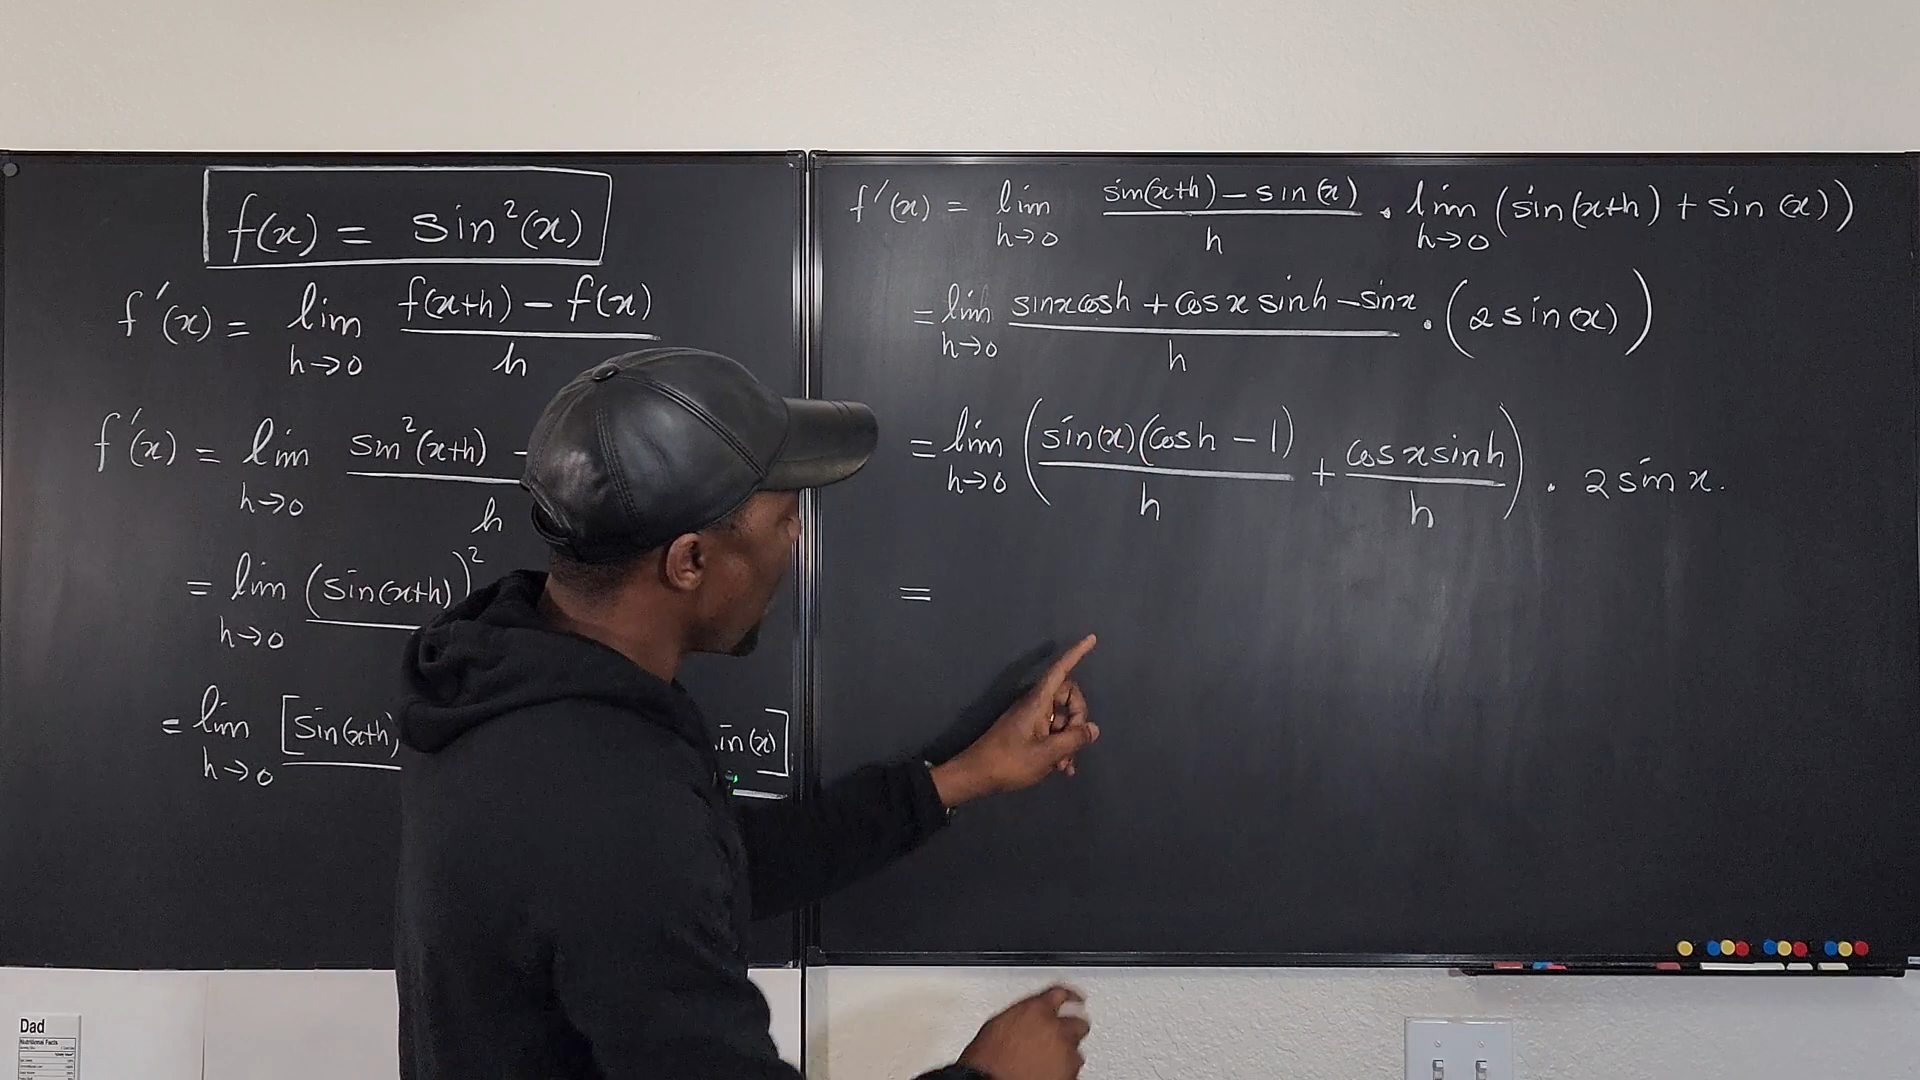 f(x) = sin²(x)
f'(x) = lim h→0 (f(x+h) − f(x)) / h
f'(x) = lim h→0 sin²(x+h) − / h
= lim h→0 (sin(x+h))²
= lim h→0 [sin(x+h) in(x)]
f'(x) = lim h→0 (sin(x+h) − sin(x)) / h · lim h→0 (sin(x+h) + sin(x))
= lim h→0 (sinx cosh + cosx sinh − sinx) / h · (2sin(x))
= lim h→0 (sin(x)(cosh − 1) / h + cosx sinh / h) · 2sinx.
=
Dad
Nutritional Facts